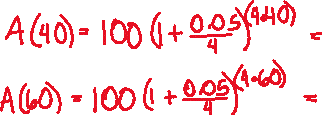 A(40) = 100 (1 + 0.05/4)^(4·40) =
A(60) = 100 (1 + 0.05/4)^(4·60) =